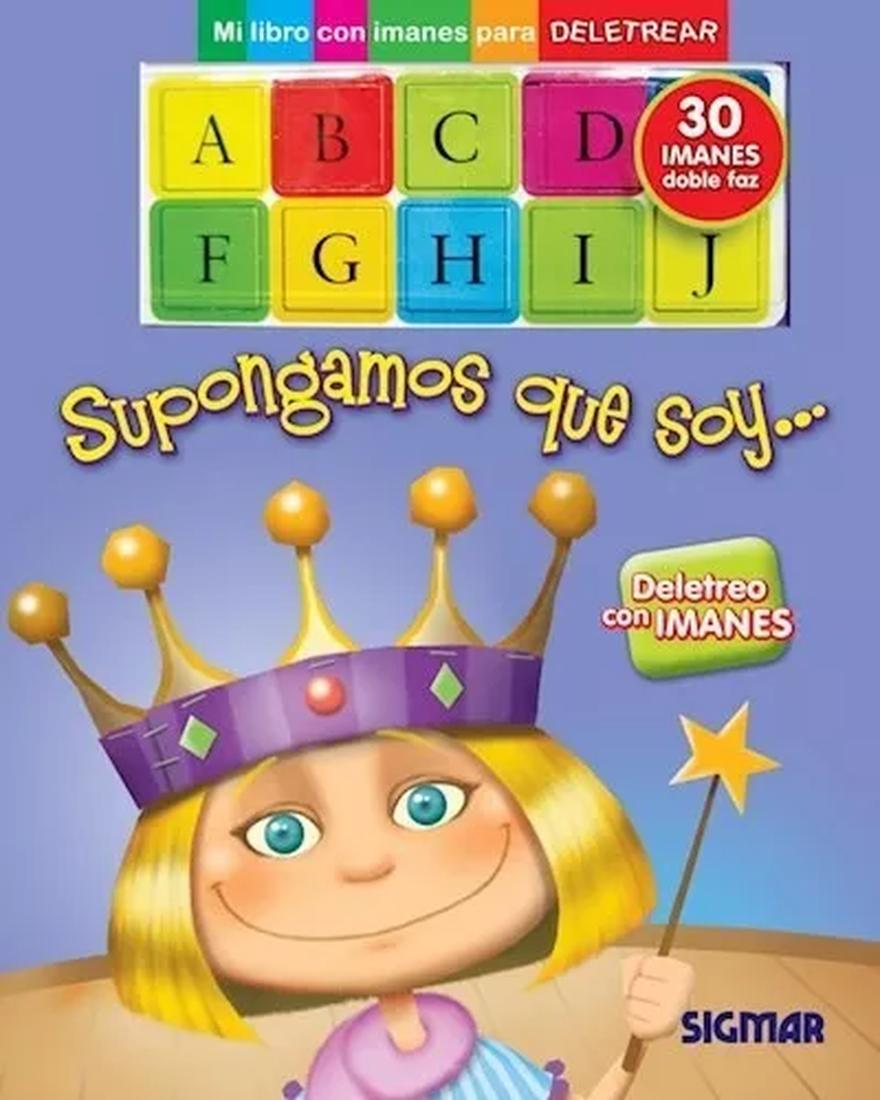 Mi libro con imanes para DELETREAR
A B C D
30
IMANES
doble faz
F G H I J
Supongamos que soy...
Deletreo
con IMANES
SIGMAR